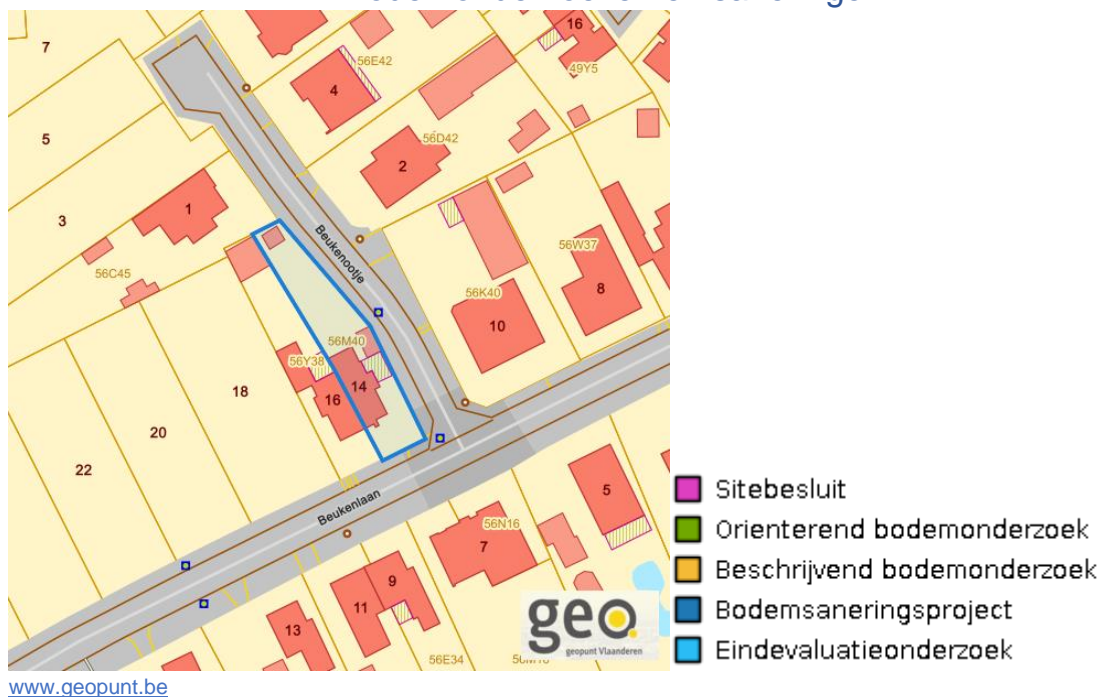 7
16
56E42
4
49Y5
5
2
56D42
1
3
Beukenootje
56W37
56C45
8
56K40
10
56M40
56Y38
14
18
16
20
22
5
Sitebesluit
Beukenlaan
56N16
Orienterend bodemonderzoek
7
Beschrijvend bodemonderzoek
9
11
geo
Bodemsaneringsproject
13
geopunt Vlaanderen
Eindevaluatieonderzoek
56E34
www.geopunt.be